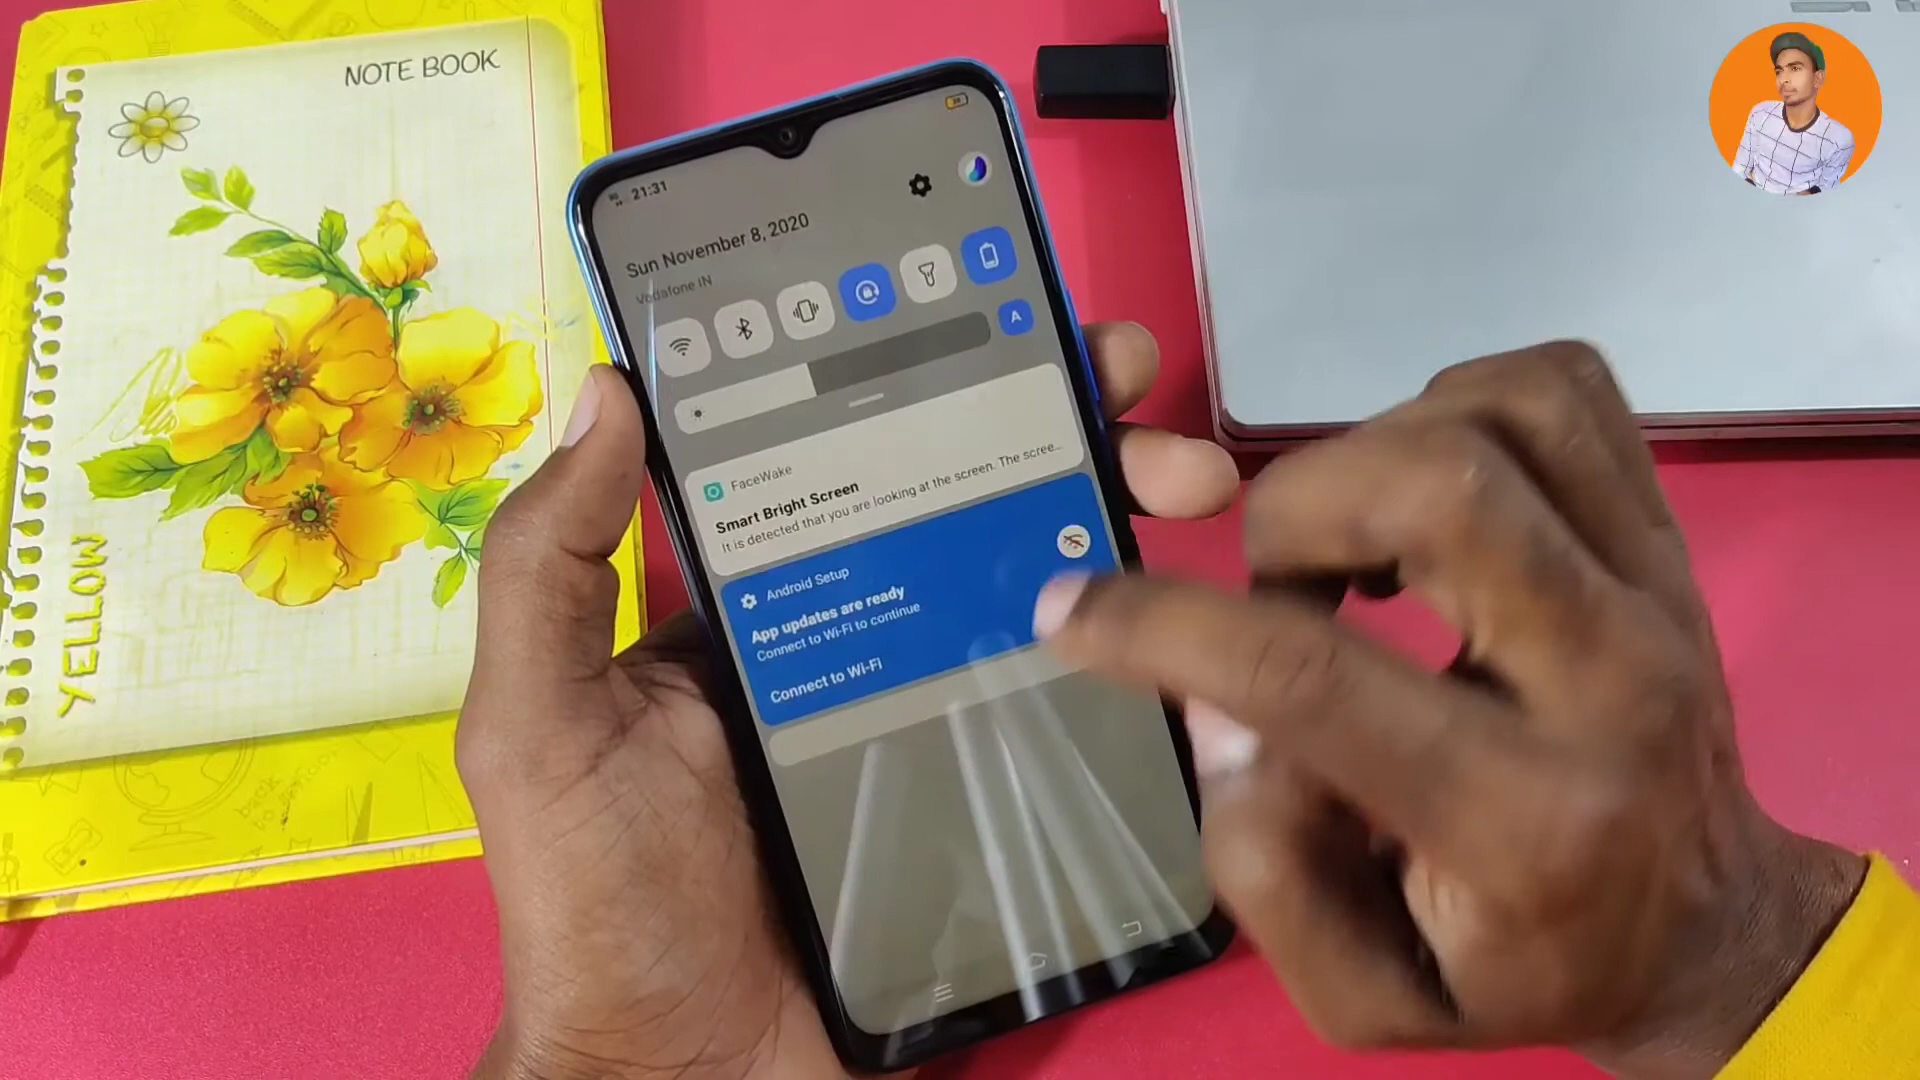 NOTE BOOK
YELLOW
21:31
Sun November 8, 2020
Vodafone IN
A
FaceWake
Smart Bright Screen
It is detected that you are looking at the screen. The scree...
Android Setup
App updates are ready
Connect to Wi-Fi to continue
Connect to Wi-Fi